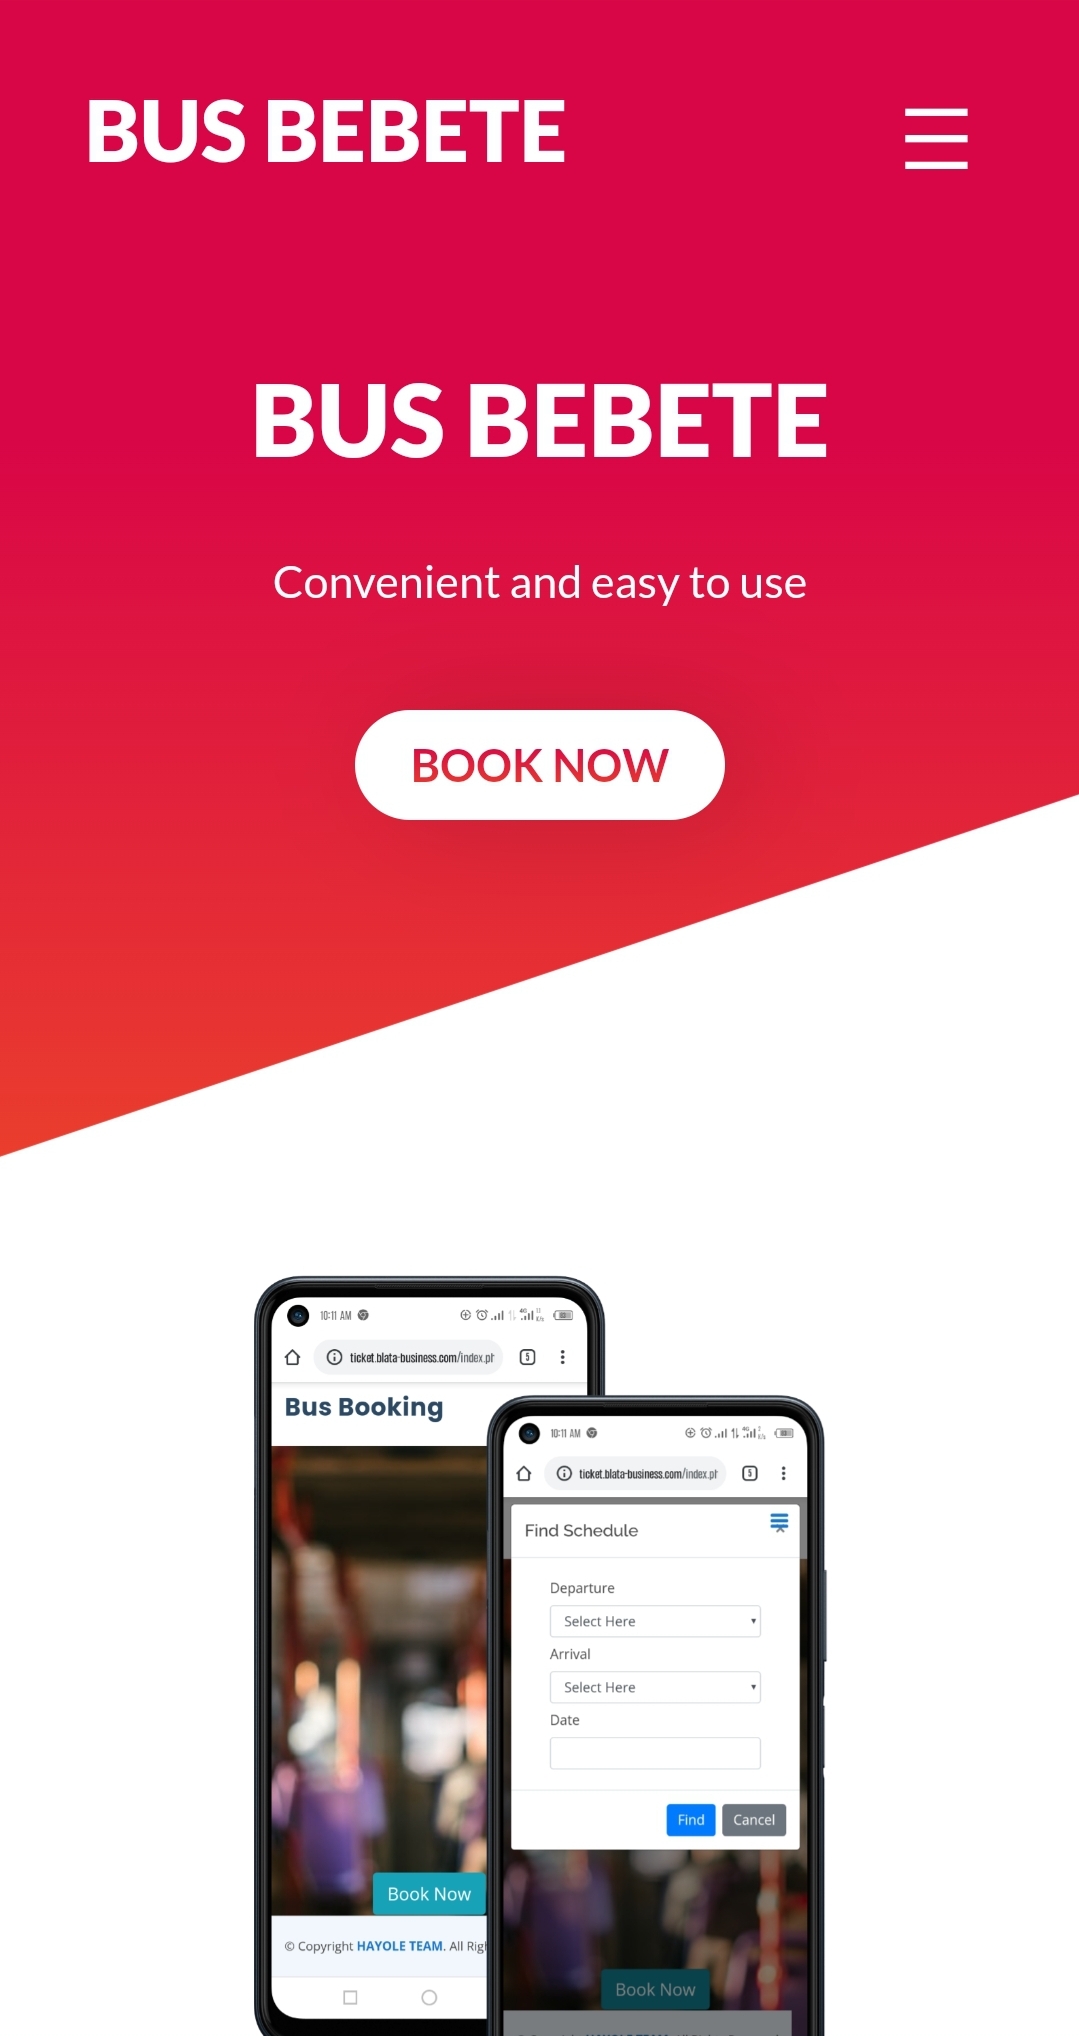 BUS BEBETE
BUS BEBETE
Convenient and easy to use
BOOK NOW
10:11 AM
ticket.blata-business.com/index.ph
5
Bus Booking
Book Now
© Copyright HAYOLE TEAM. All Righ
10:11 AM
ticket.blata-business.com/index.ph
5
Find Schedule
Departure
Select Here
Arrival
Select Here
Date
Find Cancel
Book Now